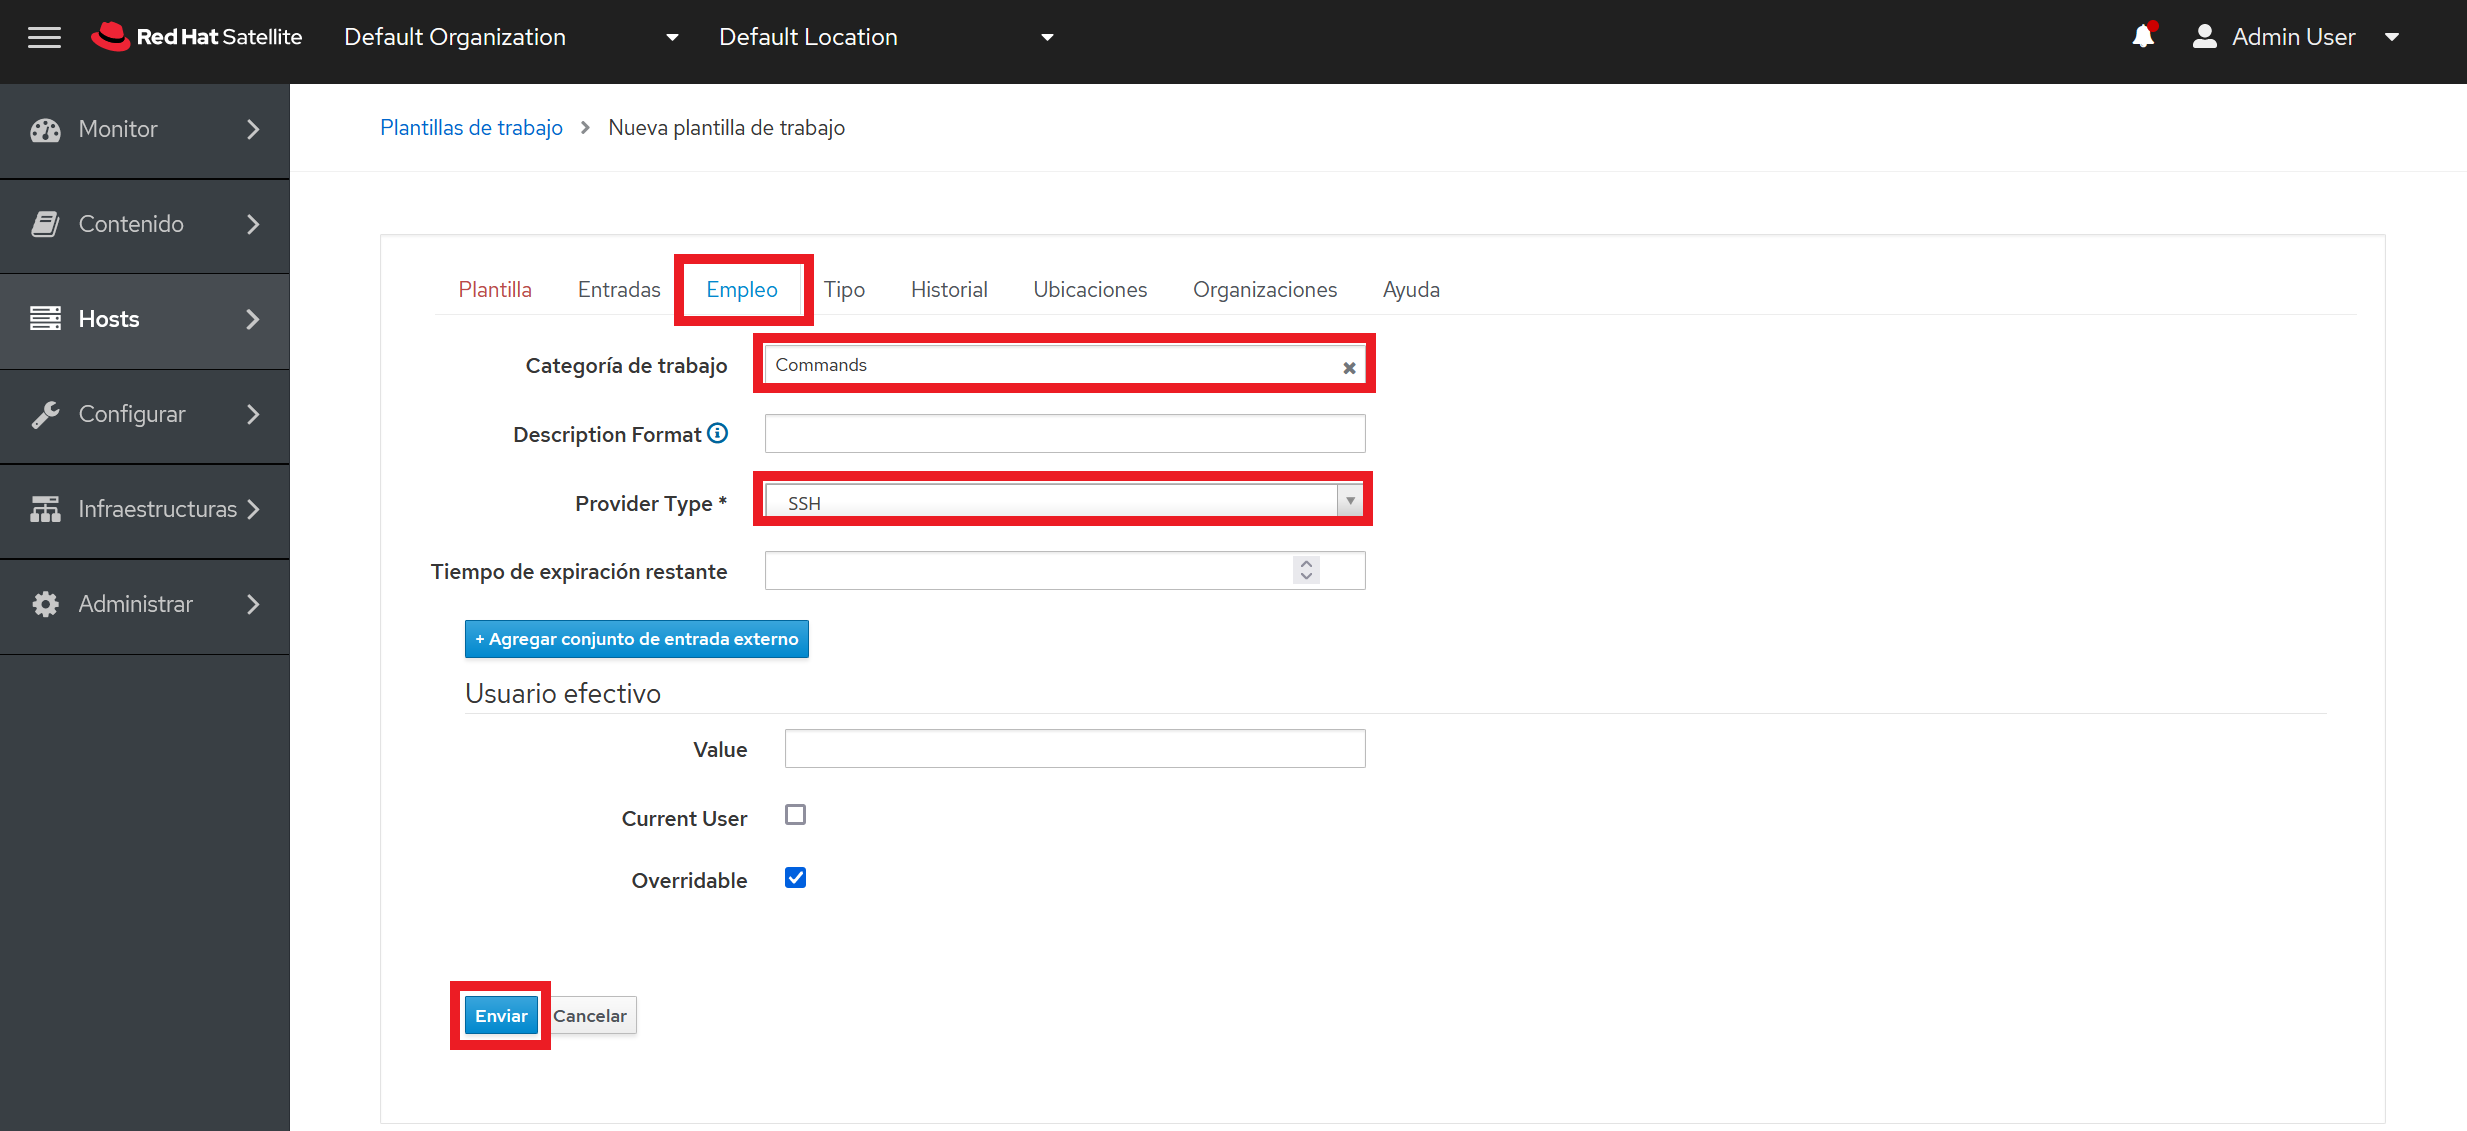 Red Hat Satellite Default Organization Default Location Admin User
Monitor
Contenido
Hosts
Configurar
Infraestructuras
Administrar
Plantillas de trabajo > Nueva plantilla de trabajo
Plantilla Entradas Empleo Tipo Historial Ubicaciones Organizaciones Ayuda
Categoría de trabajo Commands
Description Format
Provider Type * SSH
Tiempo de expiración restante
+ Agregar conjunto de entrada externo
Usuario efectivo
Value
Current User
Overridable
Enviar Cancelar